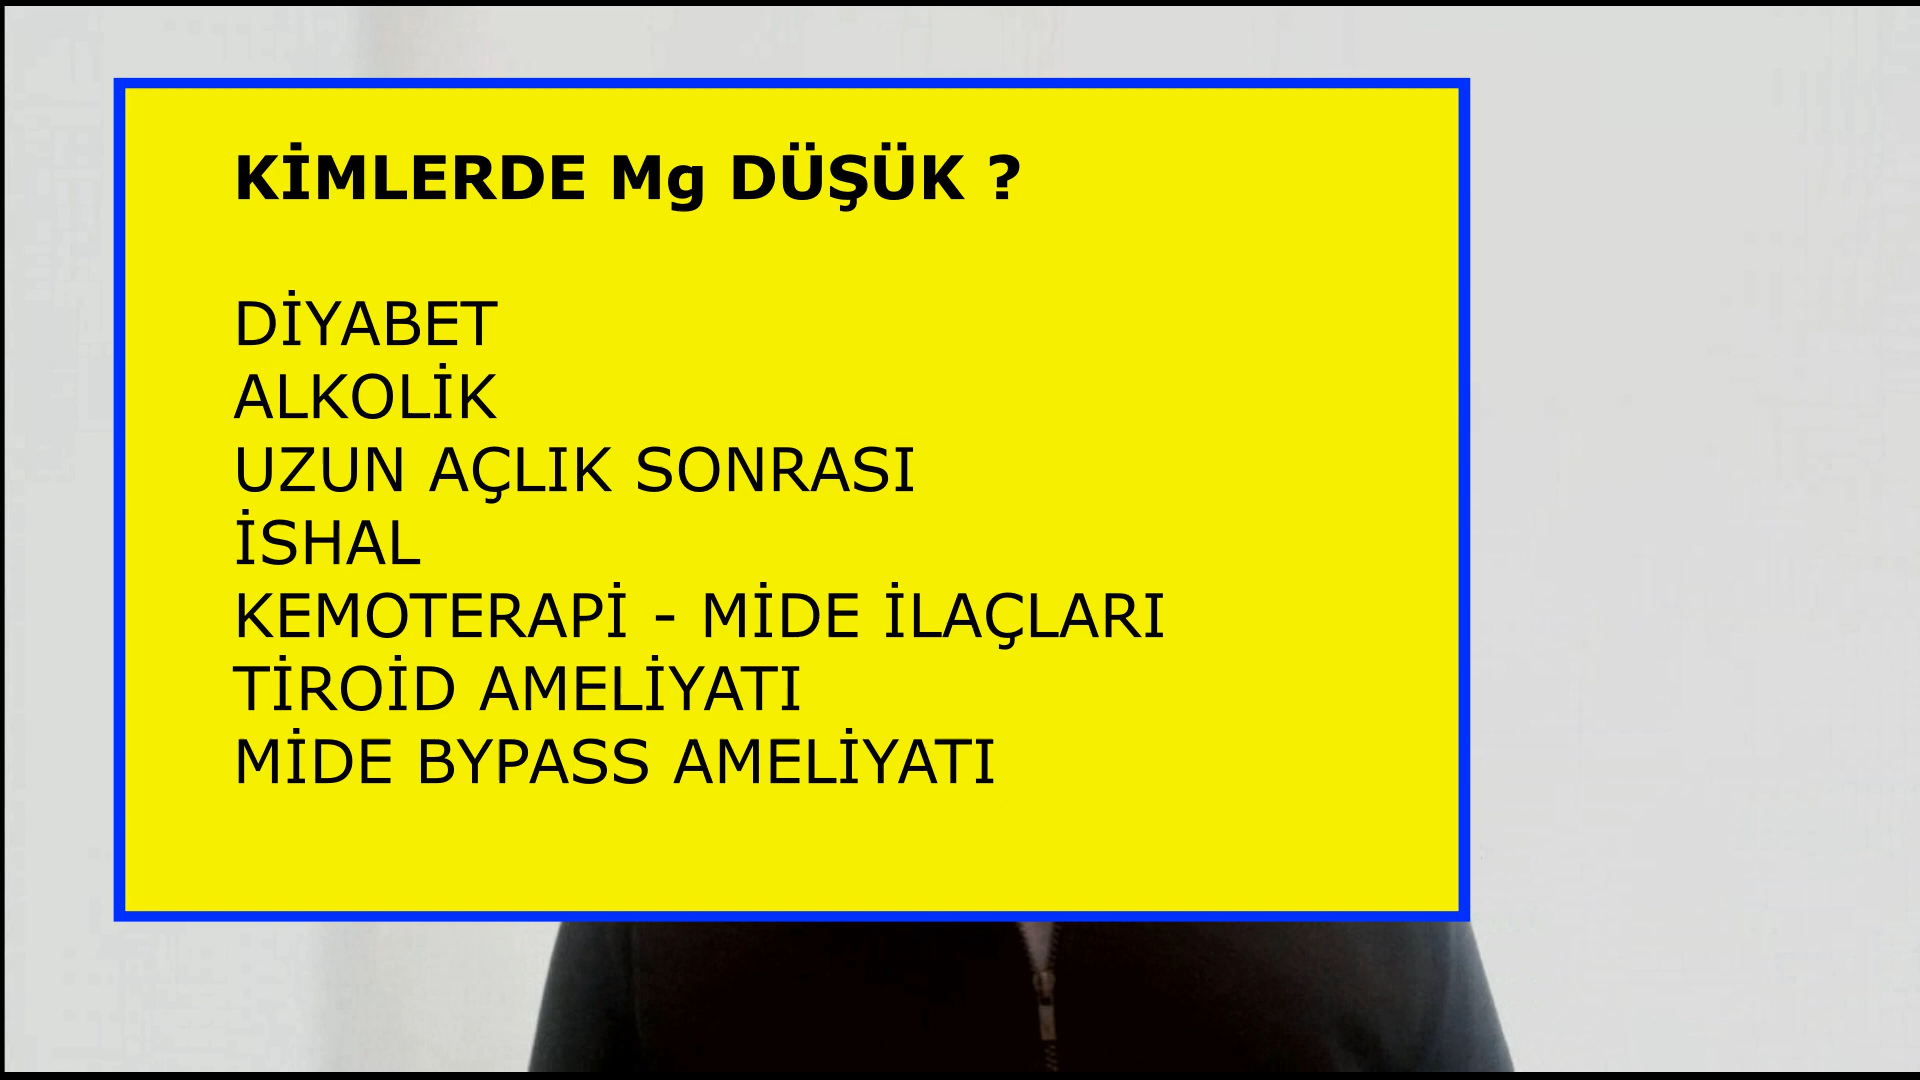 KİMLERDE Mg DÜŞÜK ?
DİYABET
ALKOLİK
UZUN AÇLIK SONRASI
İSHAL
KEMOTERAPİ - MİDE İLAÇLARI
TİROİD AMELİYATI
MİDE BYPASS AMELİYATI